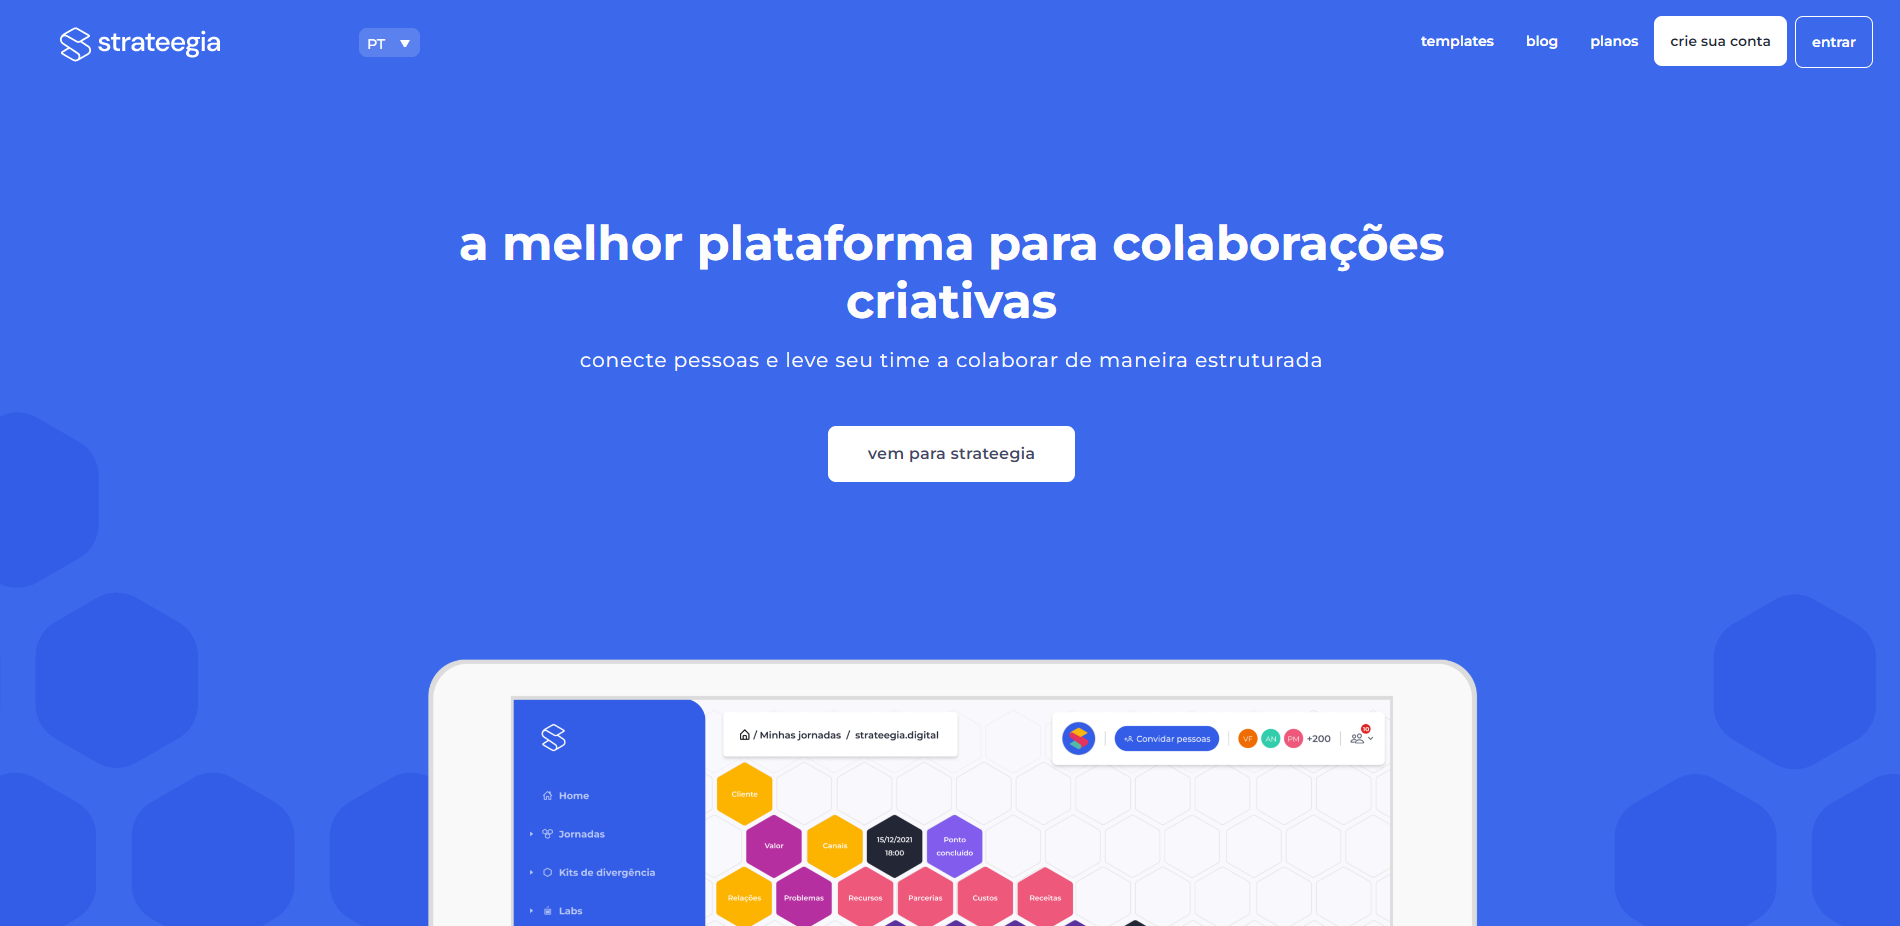 strateegia
PT
templates
blog
planos
crie sua conta
entrar
a melhor plataforma para colaborações
criativas
conecte pessoas e leve seu time a colaborar de maneira estruturada
vem para strateegia
/ Minhas jornadas / strateegia.digital
Convidar pessoas
VF
AN
PM
+200
10
Home
Jornadas
Kits de divergência
Labs
Cliente
Valor
Canais
15/12/2021
18:00
Ponto
concluído
Relações
Problemas
Recursos
Parcerias
Custos
Receitas